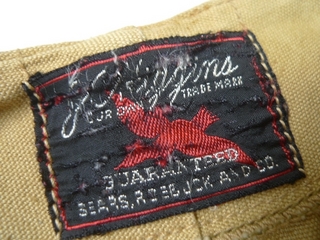 J.C. Higgins
OUR OWN TRADE MARK
GUARANTEED
SEARS, ROEBUCK AND CO.